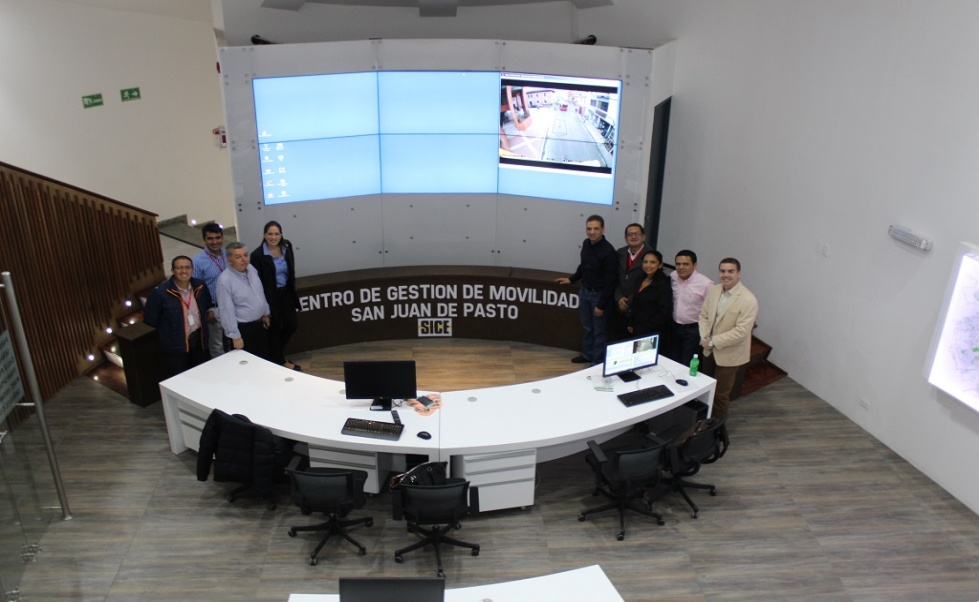 CENTRO DE GESTION DE MOVILIDAD
SAN JUAN DE PASTO
SICE